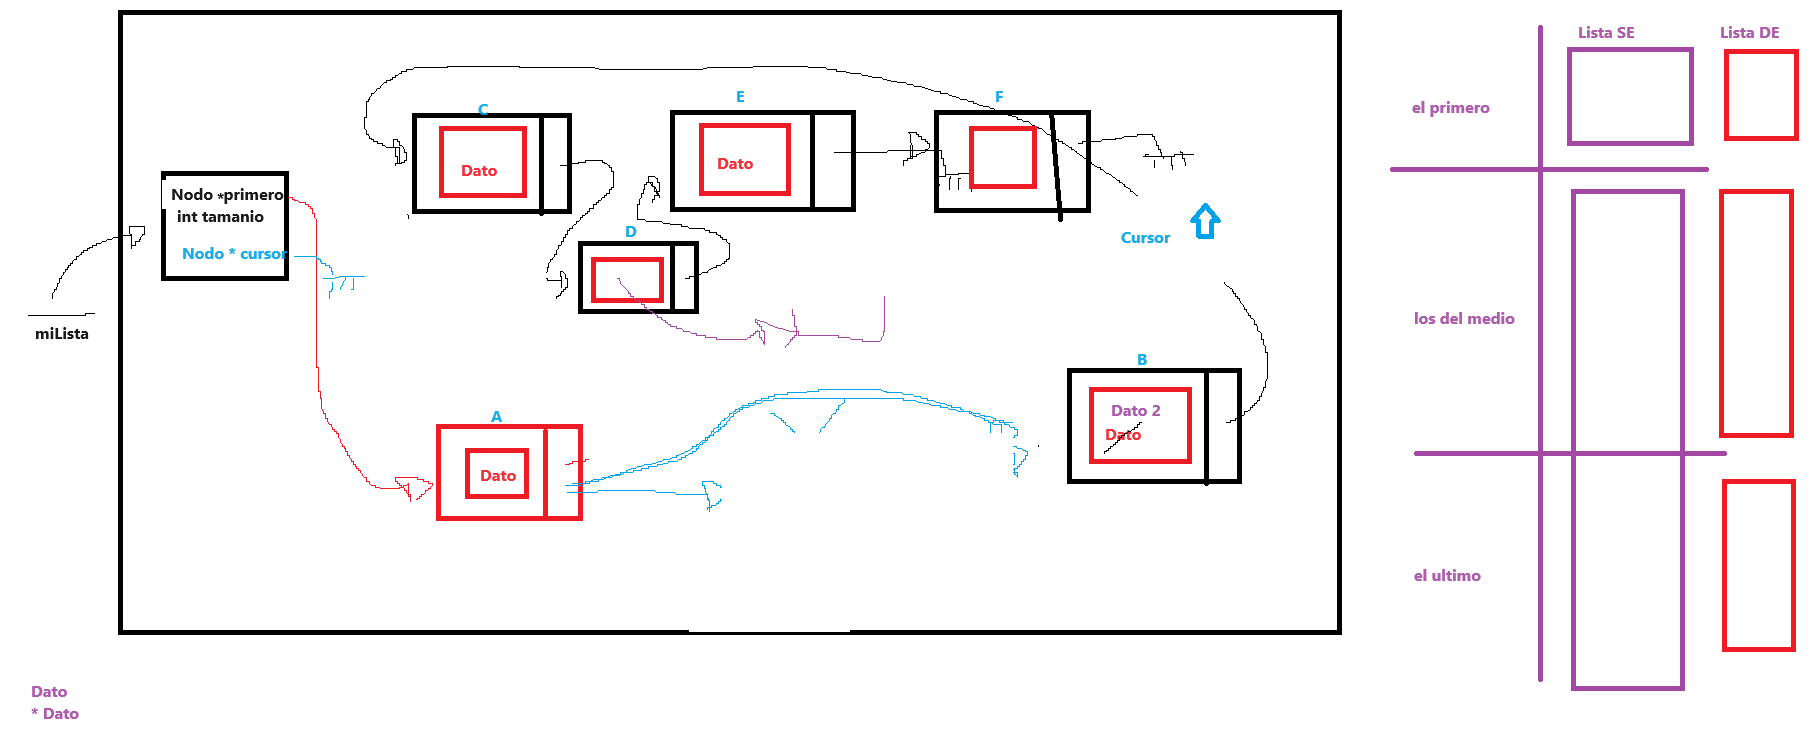 Lista SE
Lista DE
C
E
F
el primero
Dato
Dato
Nodo *primero
int tamanio
Nodo * cursor
D
Cursor
miLista
los del medio
B
Dato 2
Dato
A
Dato
el ultimo
Dato
* Dato